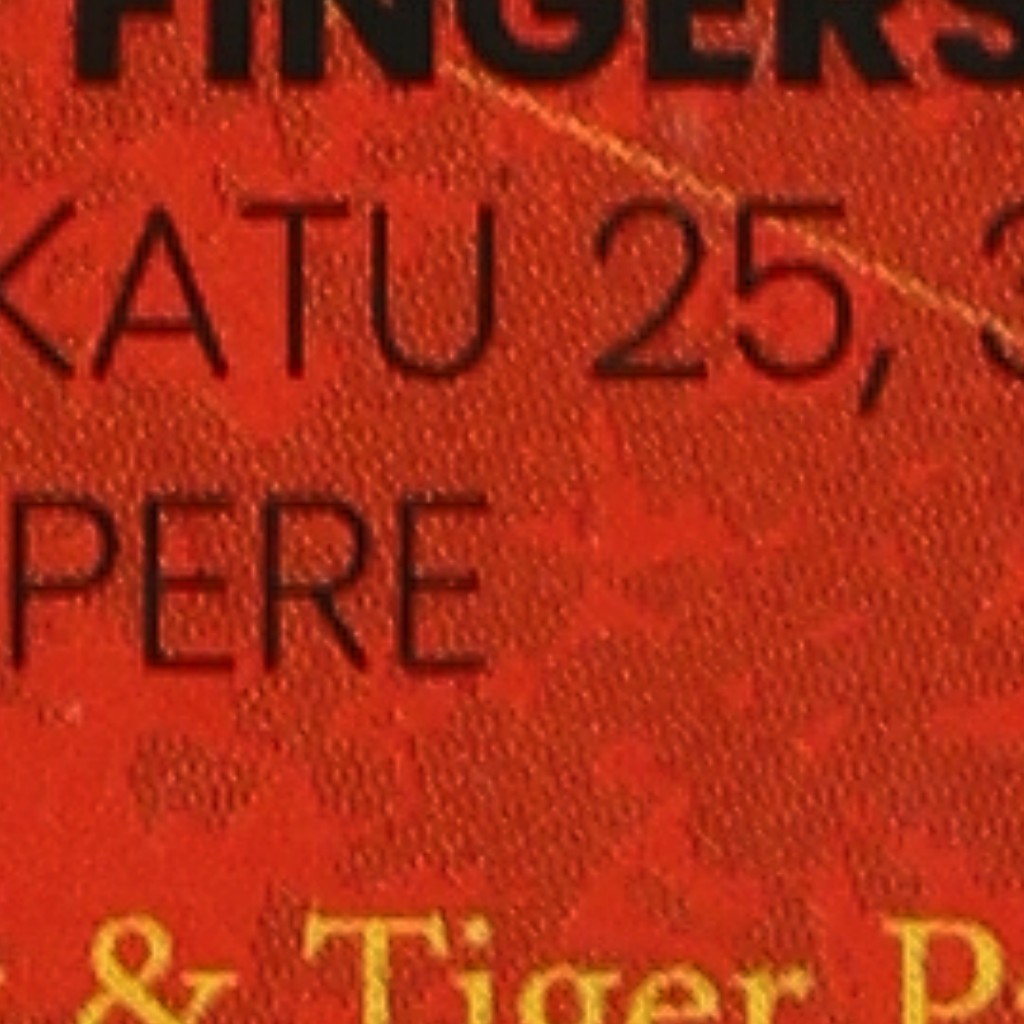 FINGERS
KATU 25,
PERE
& Tiger